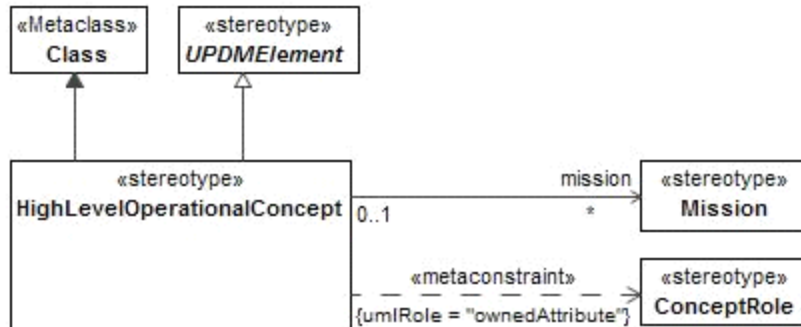 «Metaclass»
Class
«stereotype»
UPDMElement
«stereotype»
HighLevelOperationalConcept
mission
0..1
*
«stereotype»
Mission
«metaconstraint»
{umlRole = "ownedAttribute"}
«stereotype»
ConceptRole